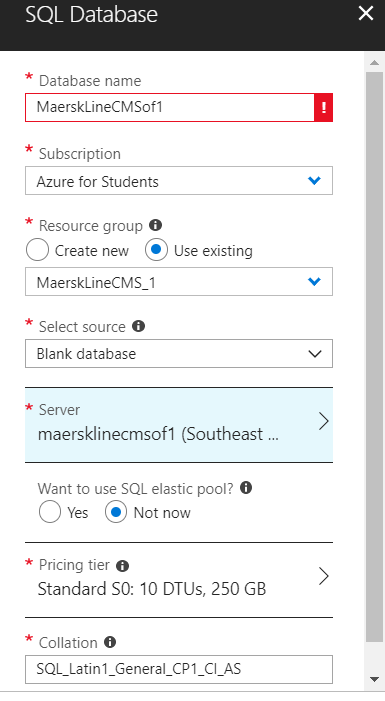 SQL Database
* Database name
MaerskLineCMSof1
!
* Subscription
Azure for Students
* Resource group i
Create new Use existing
MaerskLineCMS_1
* Select source i
Blank database
* Server
maersklinecmsof1 (Southeast ...
Want to use SQL elastic pool? i
Yes Not now
* Pricing tier i
Standard S0: 10 DTUs, 250 GB
* Collation i
SQL_Latin1_General_CP1_CI_AS